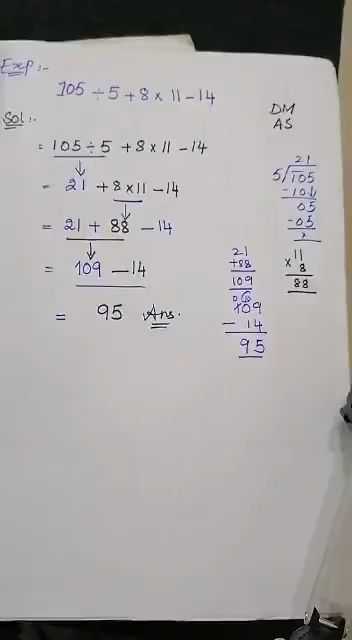 Exp:-
105 ÷ 5 + 8 × 11 - 14
Sol:-
= 105 ÷ 5 + 8 × 11 - 14
= 21 + 8 × 11 - 14
= 21 + 88 - 14
= 109 - 14
= 95 Ans.
DM
AS
21
5 105
-10↓
05
-05
×
11
× 8
88
21
+88
109
0 10
109
- 14
95